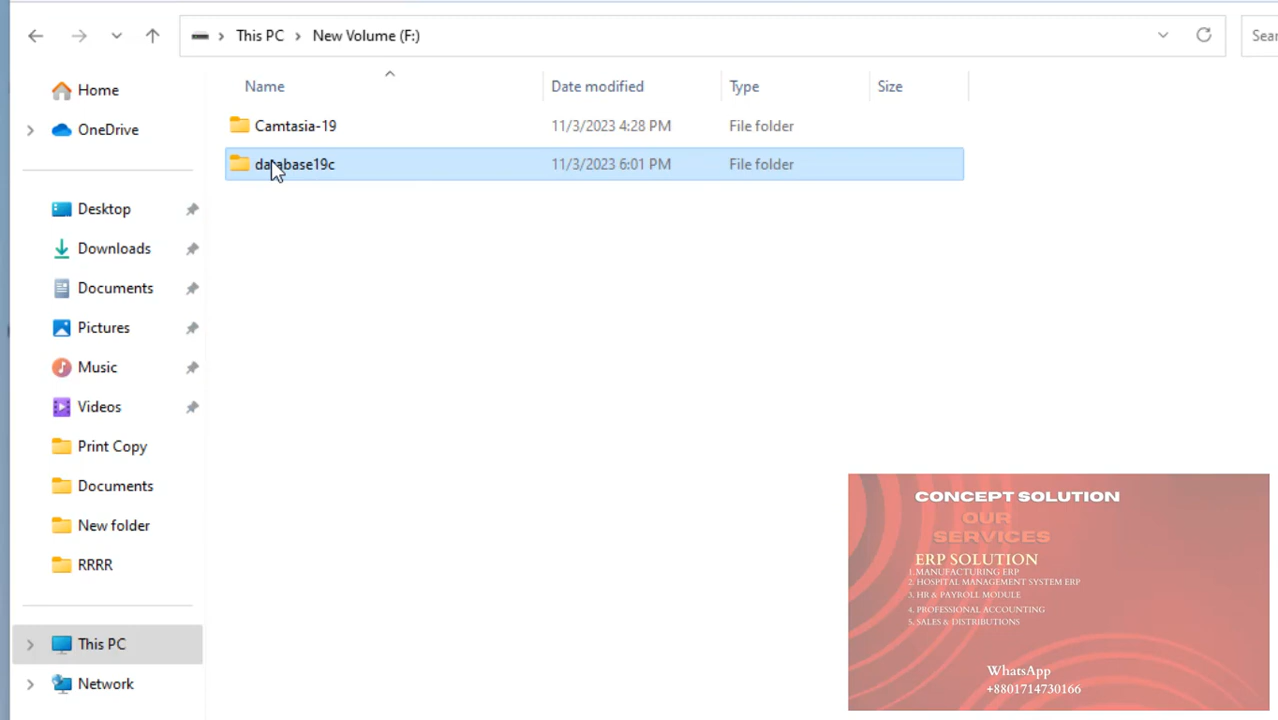 This PC > New Volume (F:)
Sear
Name
Date modified
Type
Size
Camtasia-19
11/3/2023 4:28 PM
File folder
database19c
11/3/2023 6:01 PM
File folder
Home
OneDrive
Desktop
Downloads
Documents
Pictures
Music
Videos
Print Copy
Documents
New folder
RRRR
This PC
Network
CONCEPT SOLUTION
OUR
SERVICES
ERP SOLUTION
1. MANUFACTURING ERP
2. HOSPITAL MANAGEMENT SYSTEM ERP
3. HR & PAYROLL MODULE
4. PROFESSIONAL ACCOUNTING
5. SALES & DISTRIBUTIONS
WhatsApp
+8801714730166